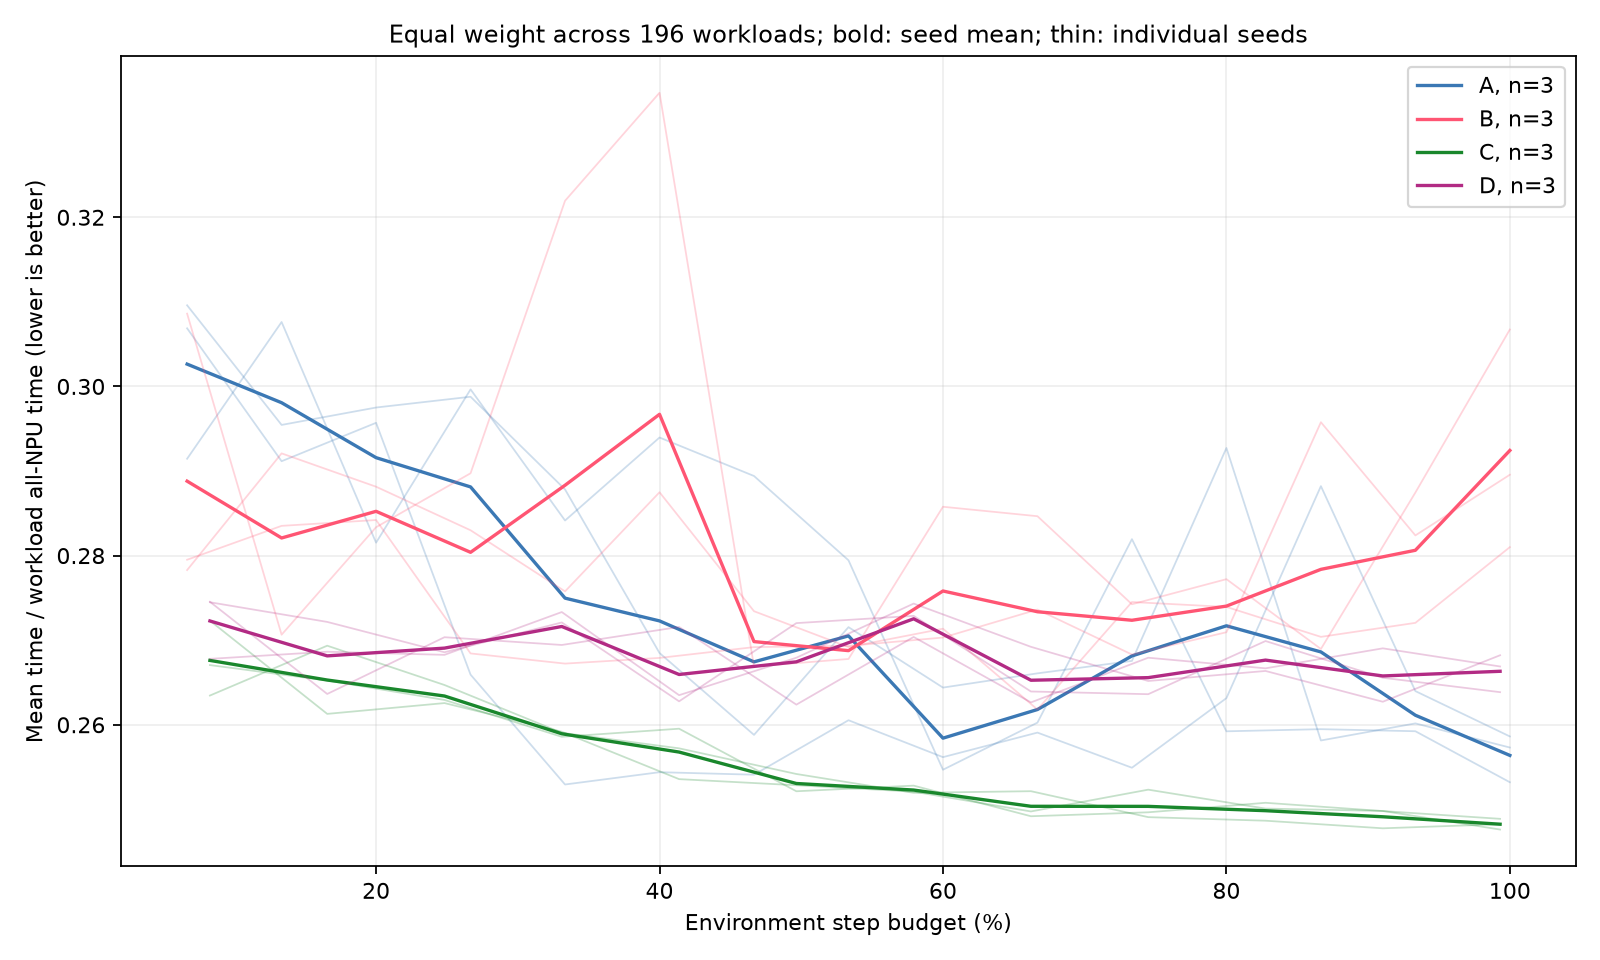 Equal weight across 196 workloads; bold: seed mean; thin: individual seeds
A, n=3
B, n=3
C, n=3
D, n=3
Mean time / workload all-NPU time (lower is better)
0.32
0.30
0.28
0.26
20
40
60
80
100
Environment step budget (%)